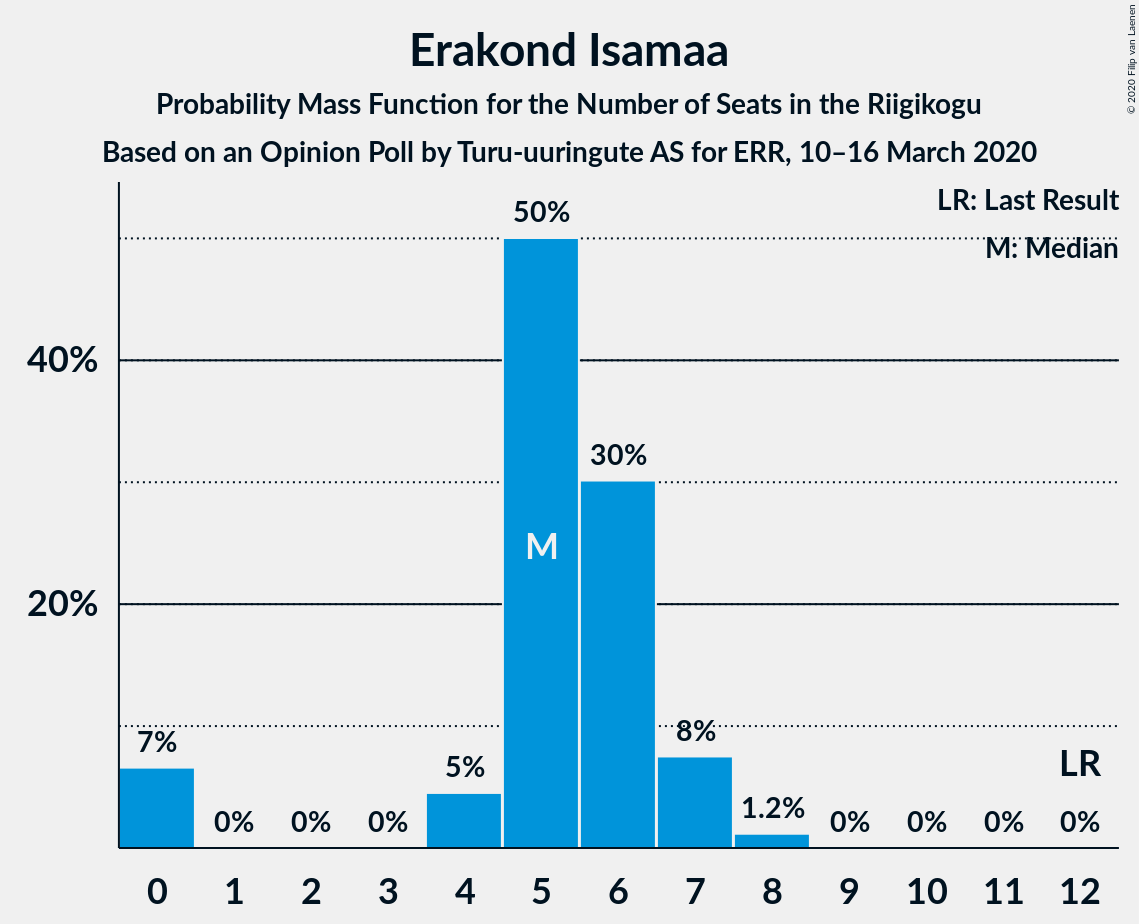 Erakond Isamaa
Probability Mass Function for the Number of Seats in the Riigikogu
Based on an Opinion Poll by Turu-uuringute AS for ERR, 10–16 March 2020
© 2020 Filip van Laenen
LR: Last Result
M: Median
40%
20%
7%
0%
0%
0%
5%
50%
M
30%
8%
1.2%
0%
0%
0%
LR
0%
0 1 2 3 4 5 6 7 8 9 10 11 12